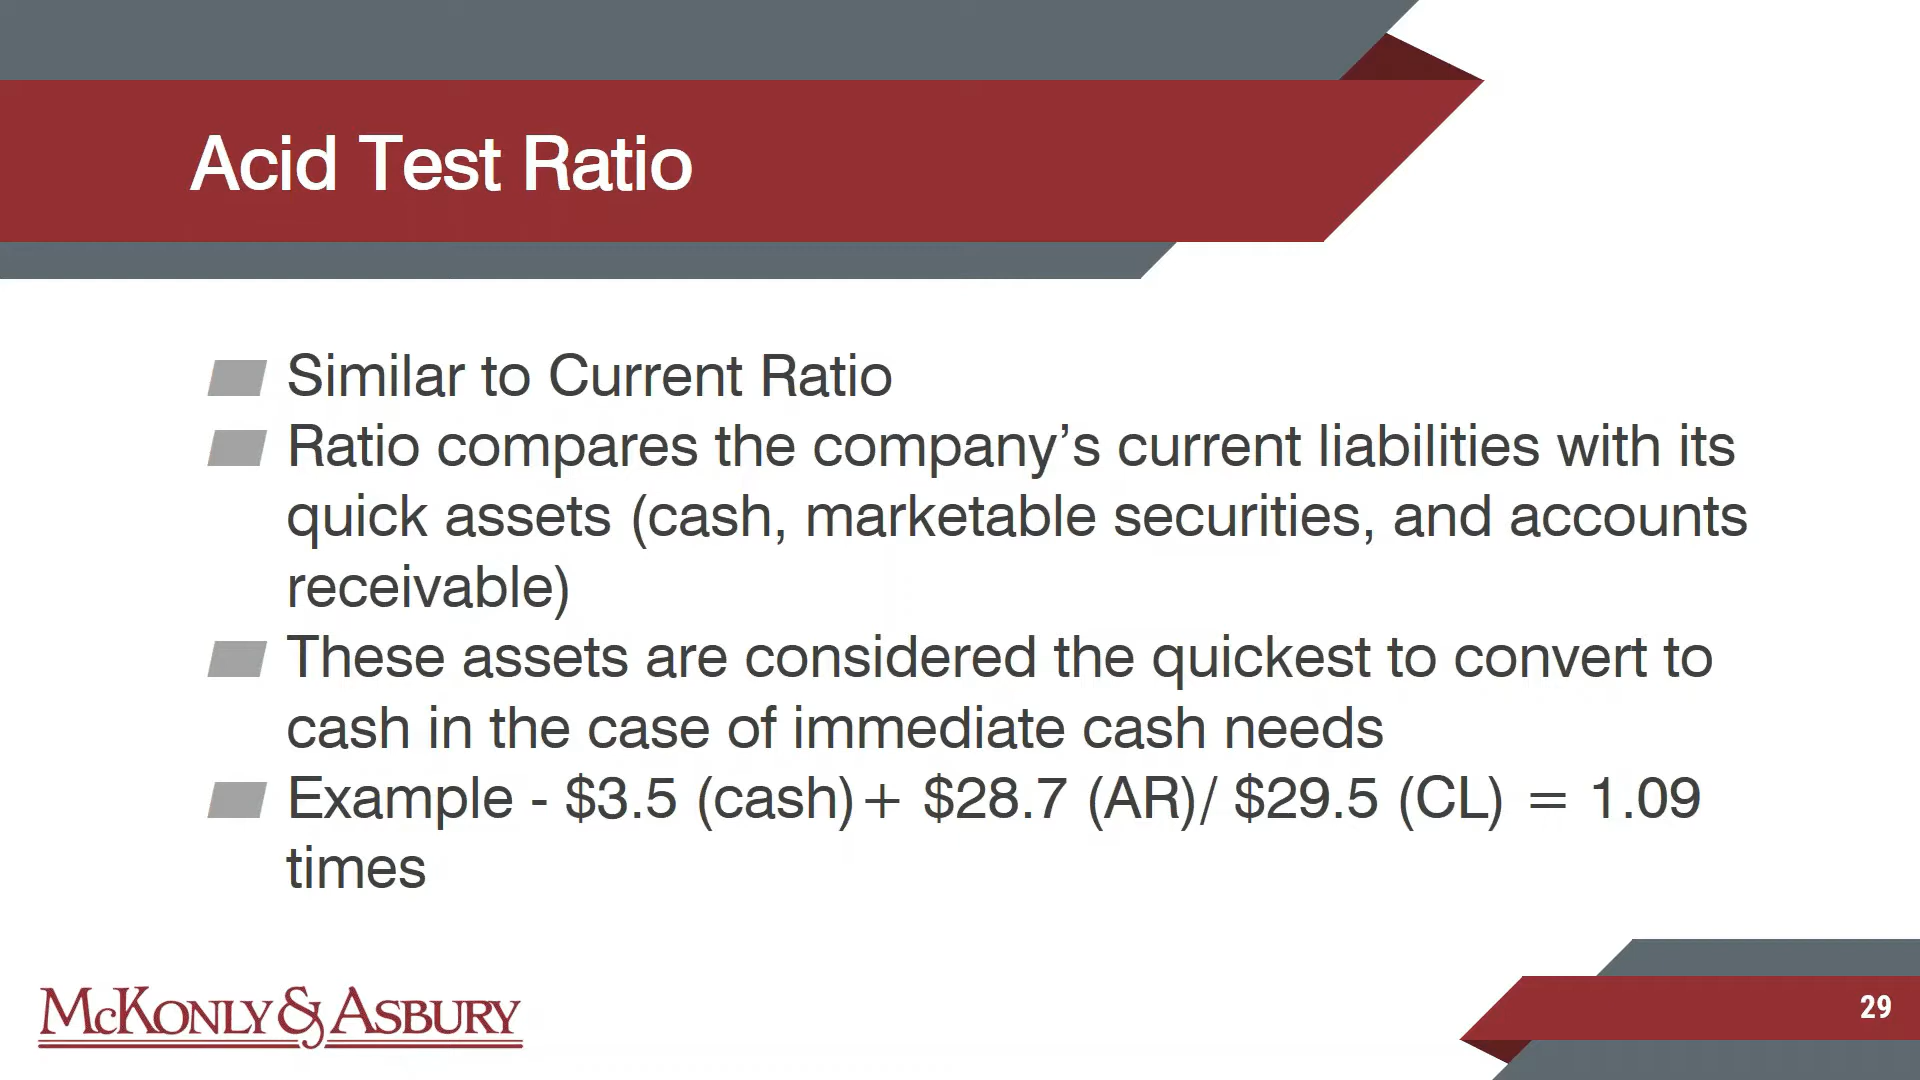 Acid Test Ratio
Similar to Current Ratio
Ratio compares the company’s current liabilities with its
quick assets (cash, marketable securities, and accounts
receivable)
These assets are considered the quickest to convert to
cash in the case of immediate cash needs
Example - $3.5 (cash)+ $28.7 (AR)/ $29.5 (CL) = 1.09
times
McKonly & Asbury
29